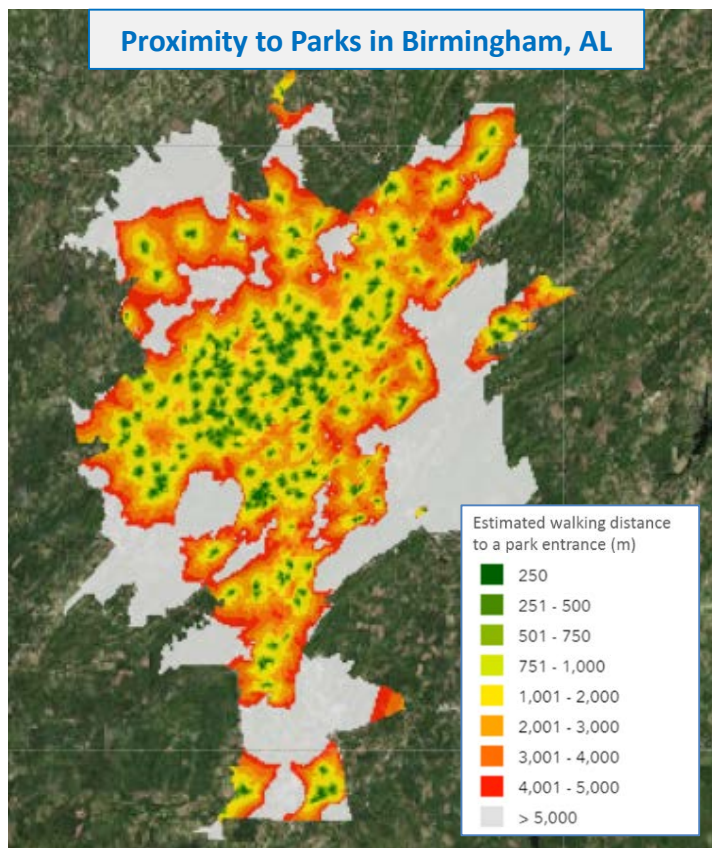 Proximity to Parks in Birmingham, AL
Estimated walking distance
to a park entrance (m)
250
251 - 500
501 - 750
751 - 1,000
1,001 - 2,000
2,001 - 3,000
3,001 - 4,000
4,001 - 5,000
> 5,000